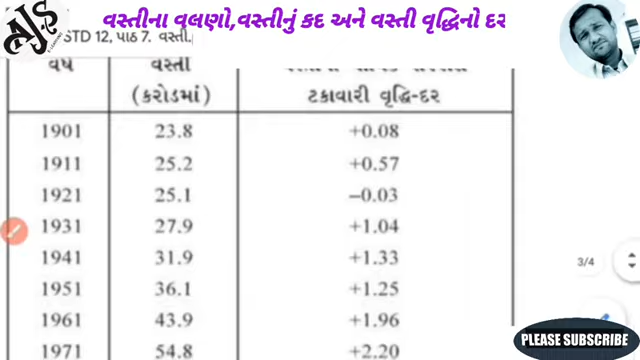 વસ્તીના વલણો,વસ્તીનું કદ અને વસ્તી વૃદ્ધિનો દર
AJS
STD 12, પાઠ 7. વસ્તી.
વર્ષ વસ્તી
(કરોડમાં) ટકાવારી વૃદ્ધિ-દર
1901 23.8 +0.08
1911 25.2 +0.57
1921 25.1 –0.03
1931 27.9 +1.04
1941 31.9 +1.33
3/4
1951 36.1 +1.25
1961 43.9 +1.96
PLEASE SUBSCRIBE
1971 54.8 +2.20